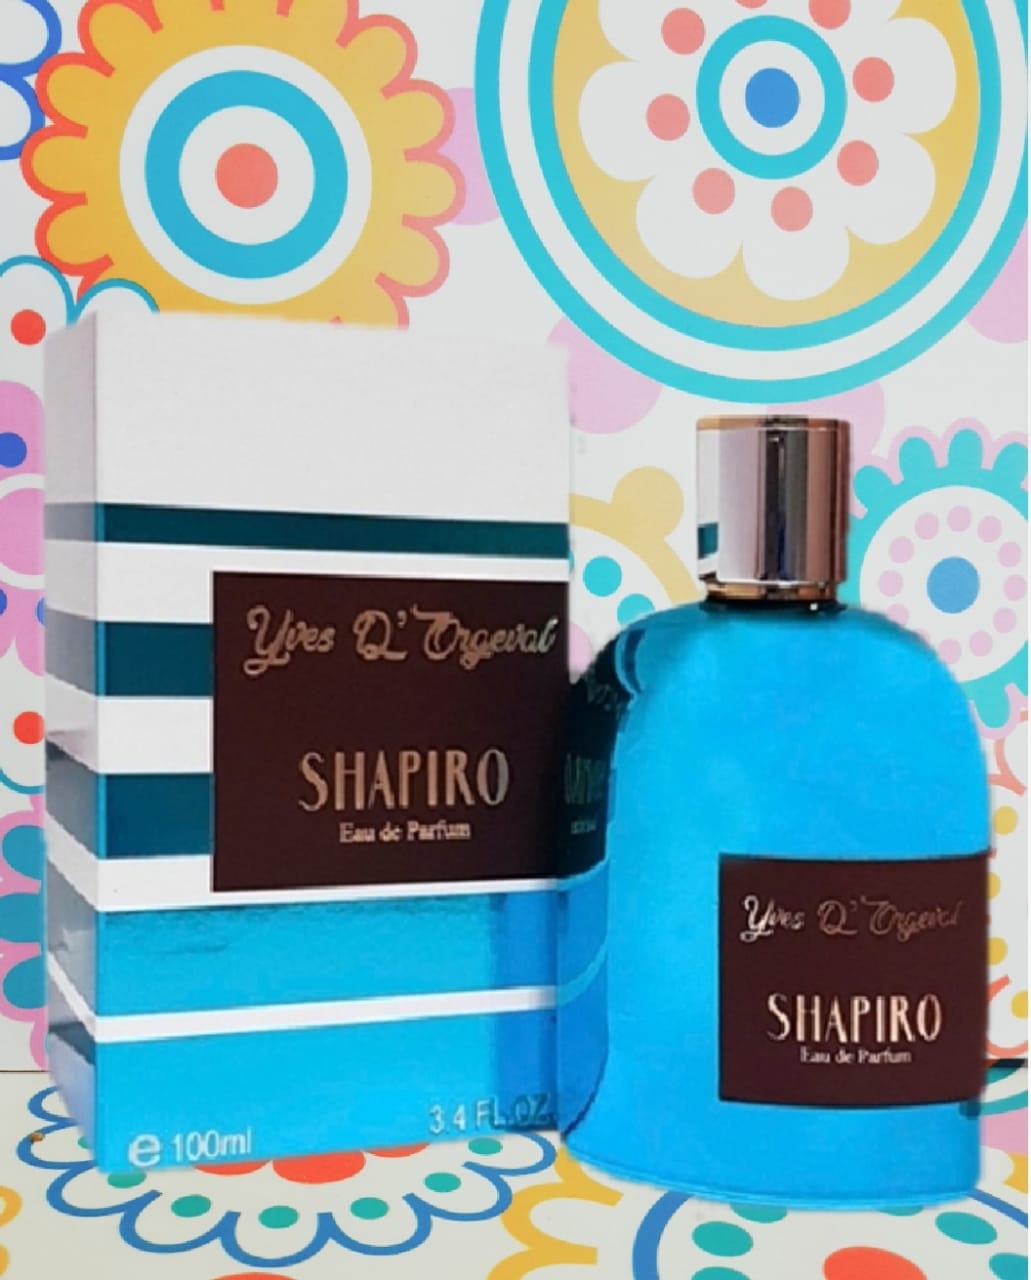 Yves D' Orgeval
SHAPIRO
Eau de Parfum
3.4 FL.OZ.
e 100ml
Yves D' Orgeval
SHAPIRO
Eau de Parfum